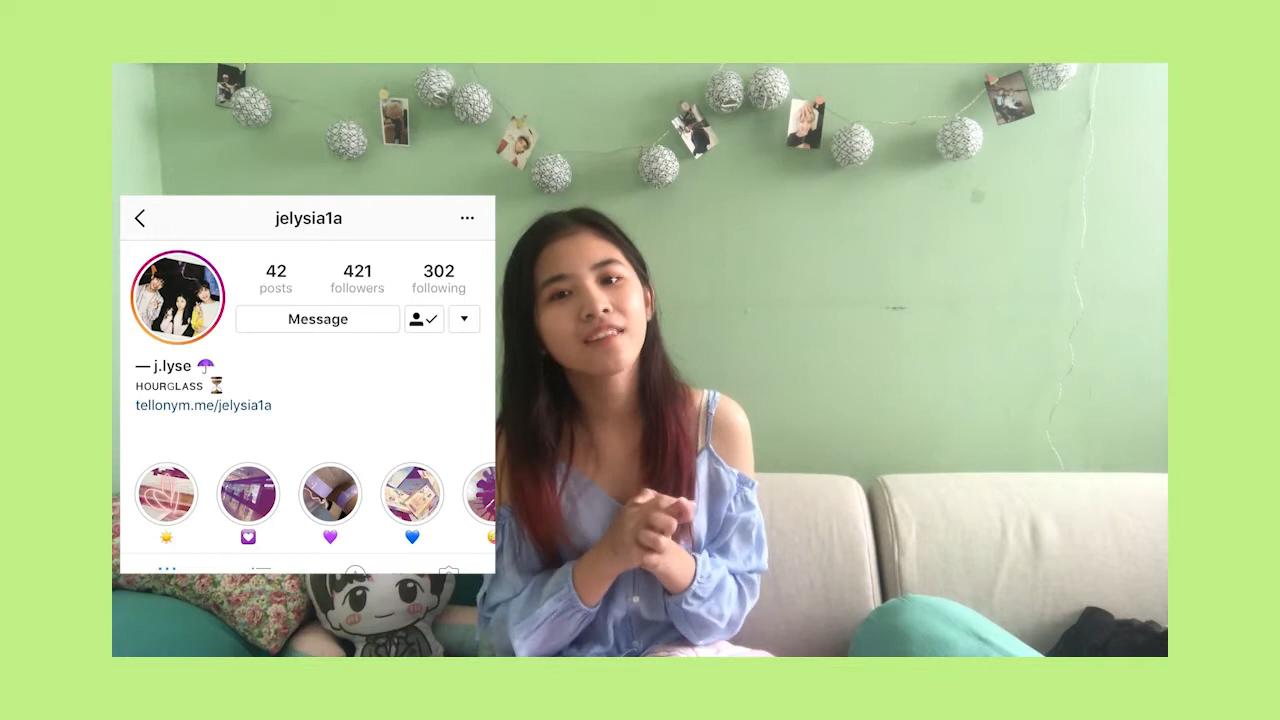 jelysia1a
42 421 302
posts followers following
Message
— j.lyse ☂
HOURGLASS ⏳
tellonym.me/jelysia1a